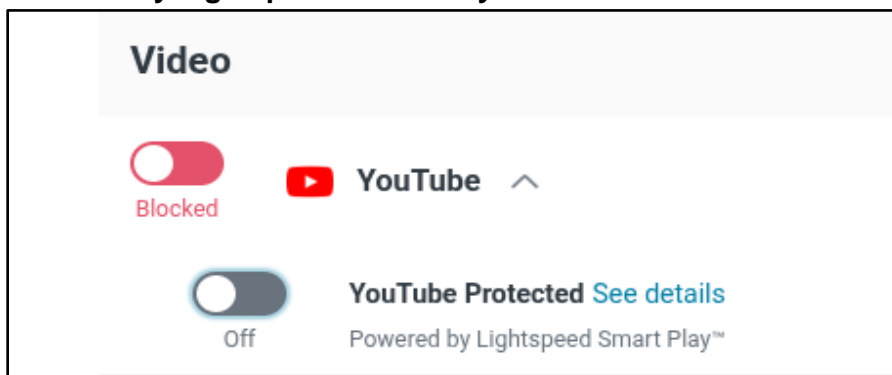 Video
YouTube
Blocked
YouTube Protected See details
Off
Powered by Lightspeed Smart Play™